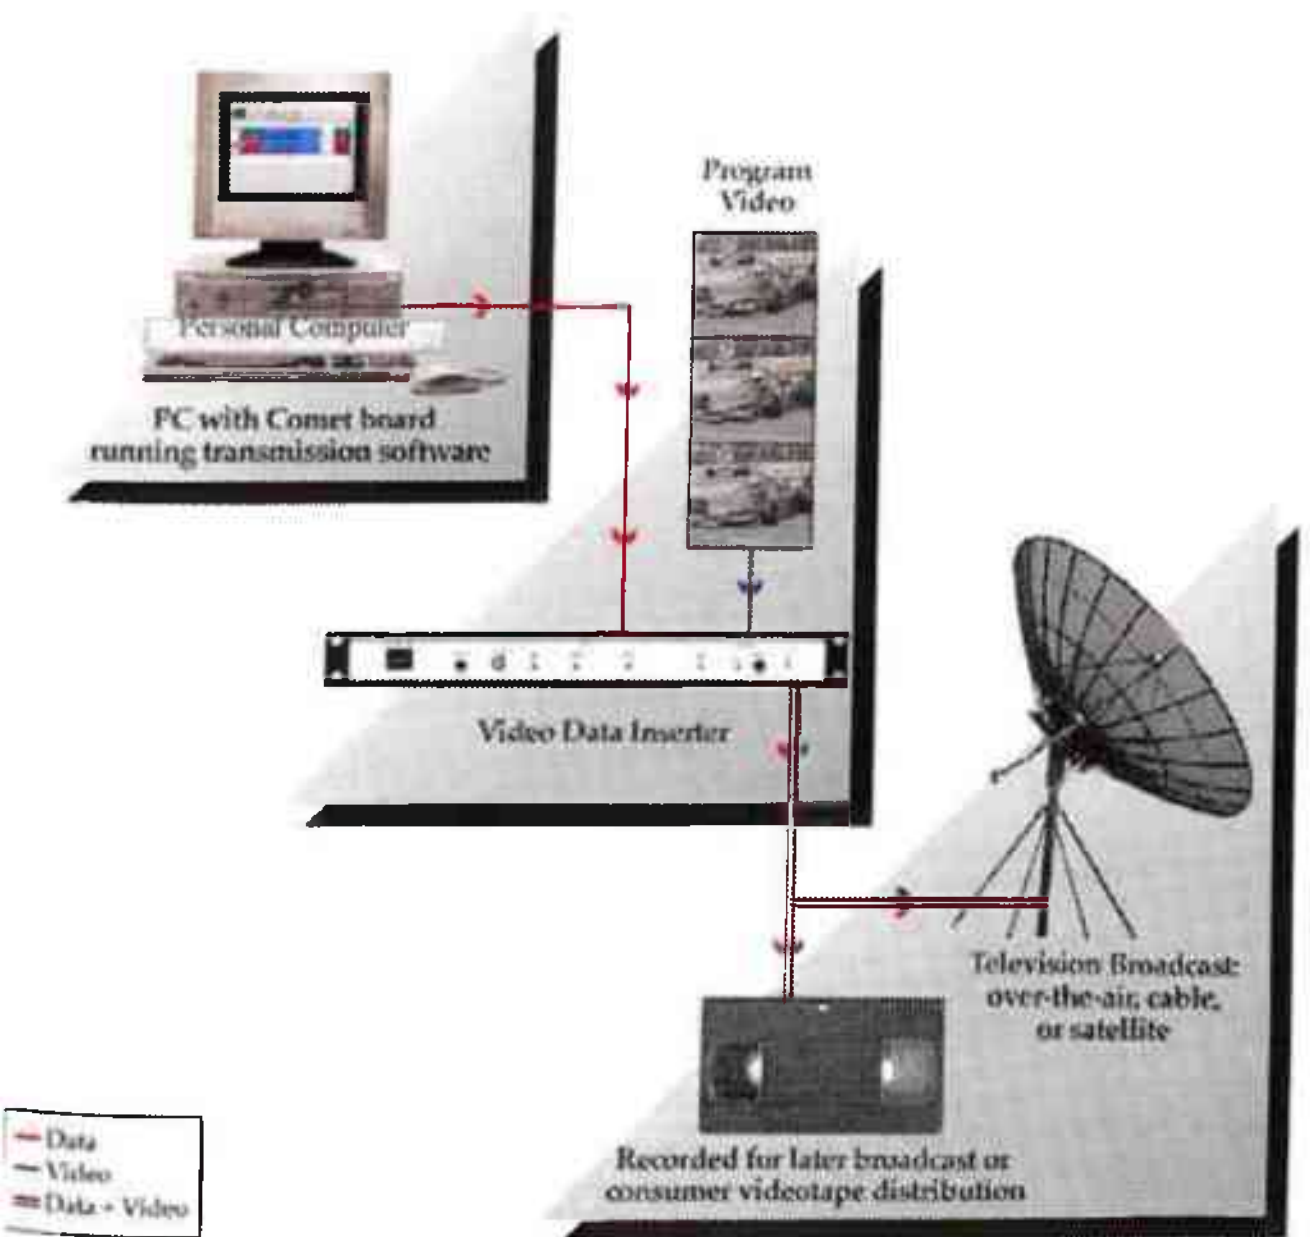 Program
Video
Personal Computer
PC with Comet board
running transmission software
Video Data Inserter
Television Broadcast:
over-the-air, cable,
or satellite
Recorded for later broadcast or
consumer videotape distribution
Data
Video
Data + Video